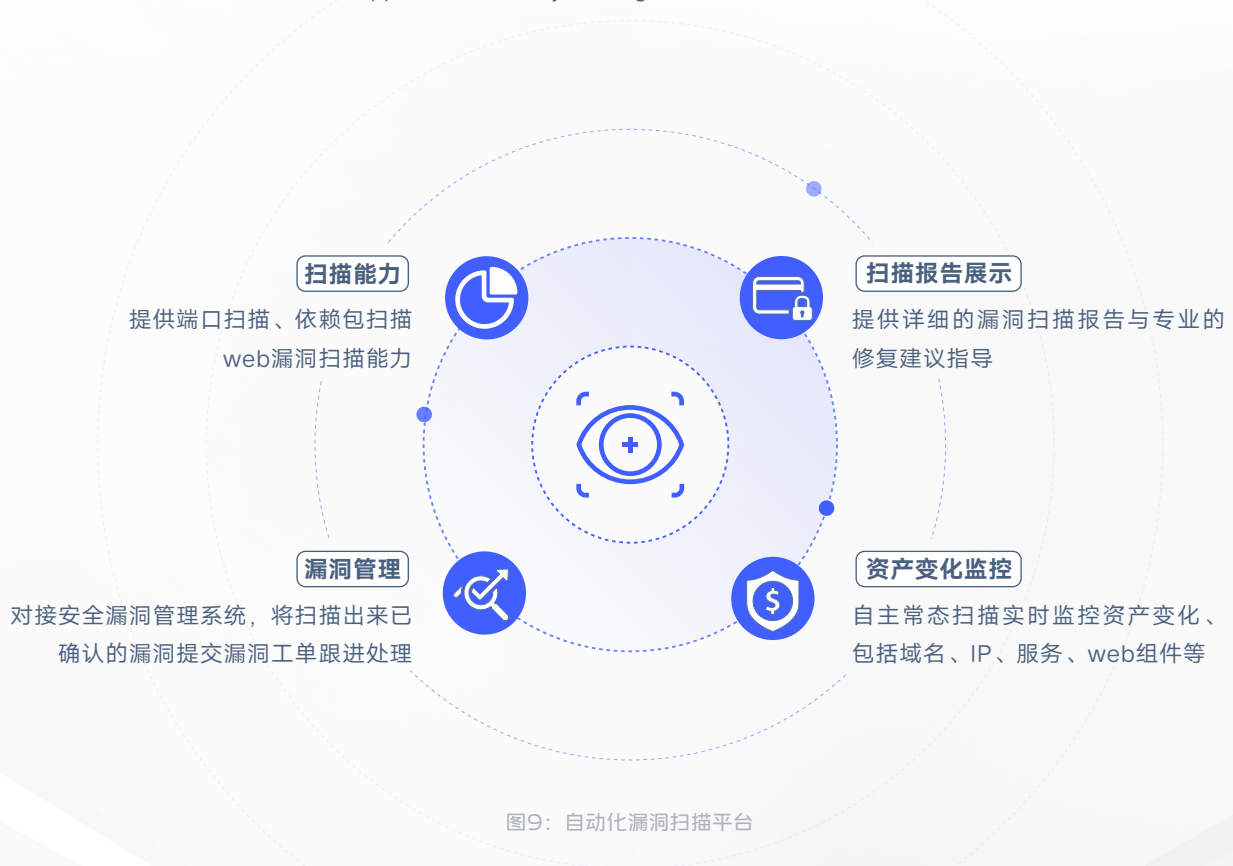 扫描能力
提供端口扫描、依赖包扫描
web漏洞扫描能力
扫描报告展示
提供详细的漏洞扫描报告与专业的
修复建议指导
漏洞管理
对接安全漏洞管理系统，将扫描出来已
确认的漏洞提交漏洞工单跟进处理
资产变化监控
自主常态扫描实时监控资产变化、
包括域名、IP、服务、web组件等
图9：自动化漏洞扫描平台